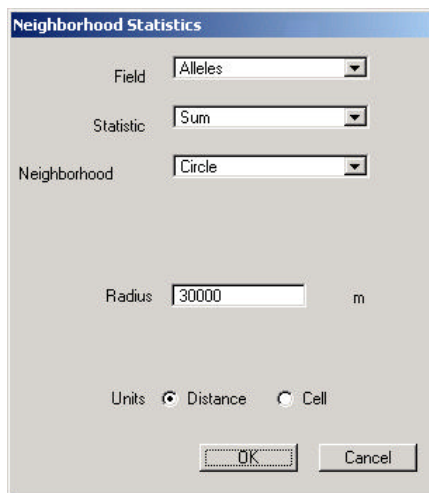 Neighborhood Statistics
Field Alleles
Statistic Sum
Neighborhood Circle
Radius 30000 m
Units Distance Cell
OK Cancel